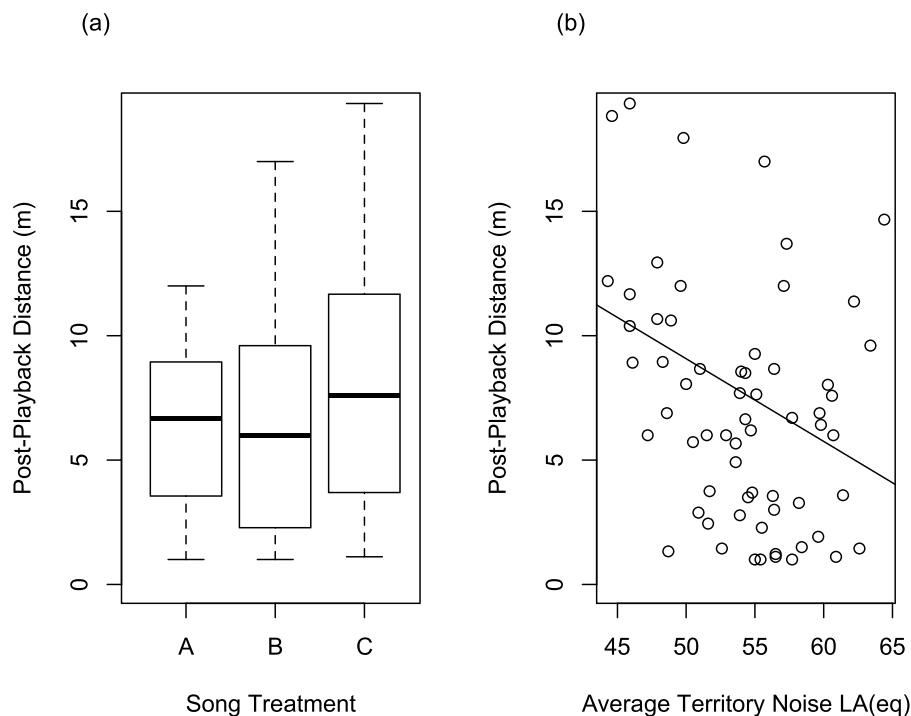 (a)
Post-Playback Distance (m)
15
10
5
0
A B C
Song Treatment
(b)
Post-Playback Distance (m)
15
10
5
0
45 50 55 60 65
Average Territory Noise LA(eq)